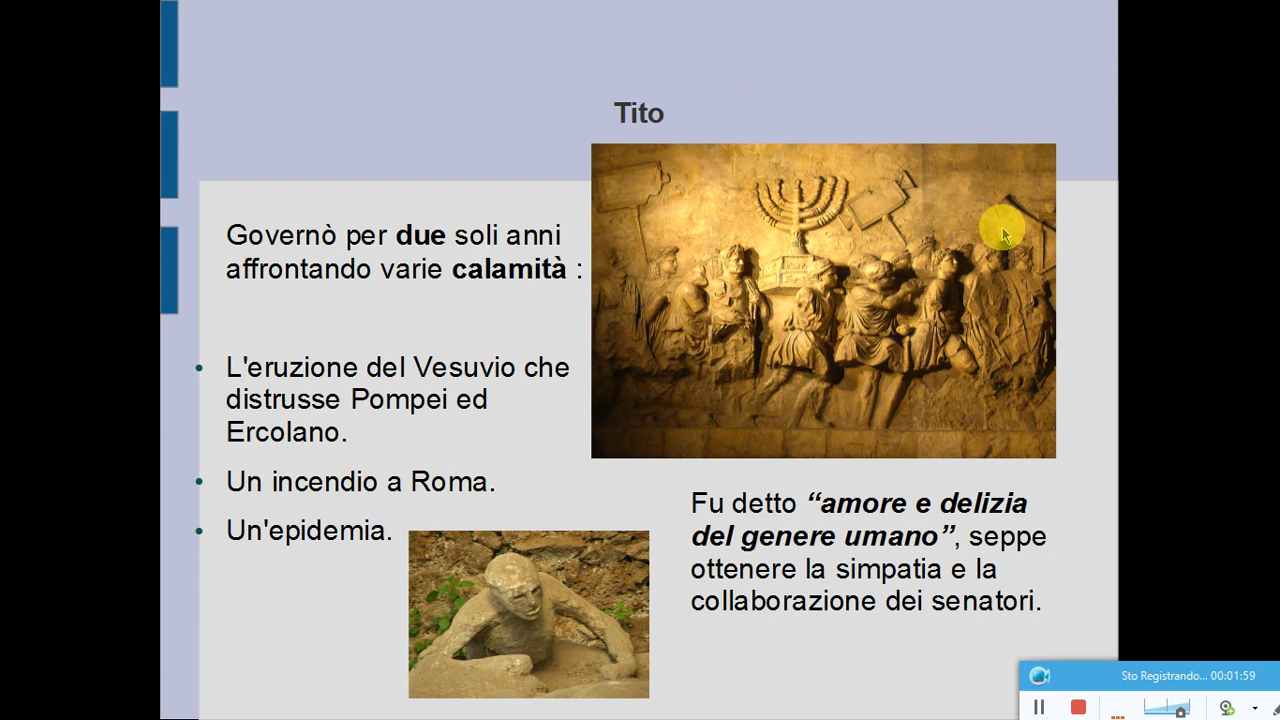 Tito
Governò per due soli anni
affrontando varie calamità :
L'eruzione del Vesuvio che
distrusse Pompei ed
Ercolano.
Un incendio a Roma.
Un'epidemia.
Fu detto “amore e delizia
del genere umano”, seppe
ottenere la simpatia e la
collaborazione dei senatori.
Sto Registrando... 00:01:59